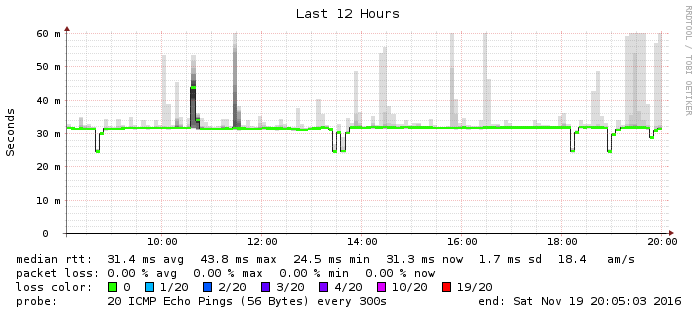 Last 12 Hours
RRDTOOL / TOBI OETIKER
Seconds
60 m
50 m
40 m
30 m
20 m
10 m
0
10:00 12:00 14:00 16:00 18:00 20:00
median rtt: 31.4 ms avg 43.8 ms max 24.5 ms min 31.3 ms now 1.7 ms sd 18.4 am/s
packet loss: 0.00 % avg 0.00 % max 0.00 % min 0.00 % now
loss color: 0 1/20 2/20 3/20 4/20 10/20 19/20
probe: 20 ICMP Echo Pings (56 Bytes) every 300s end: Sat Nov 19 20:05:03 2016